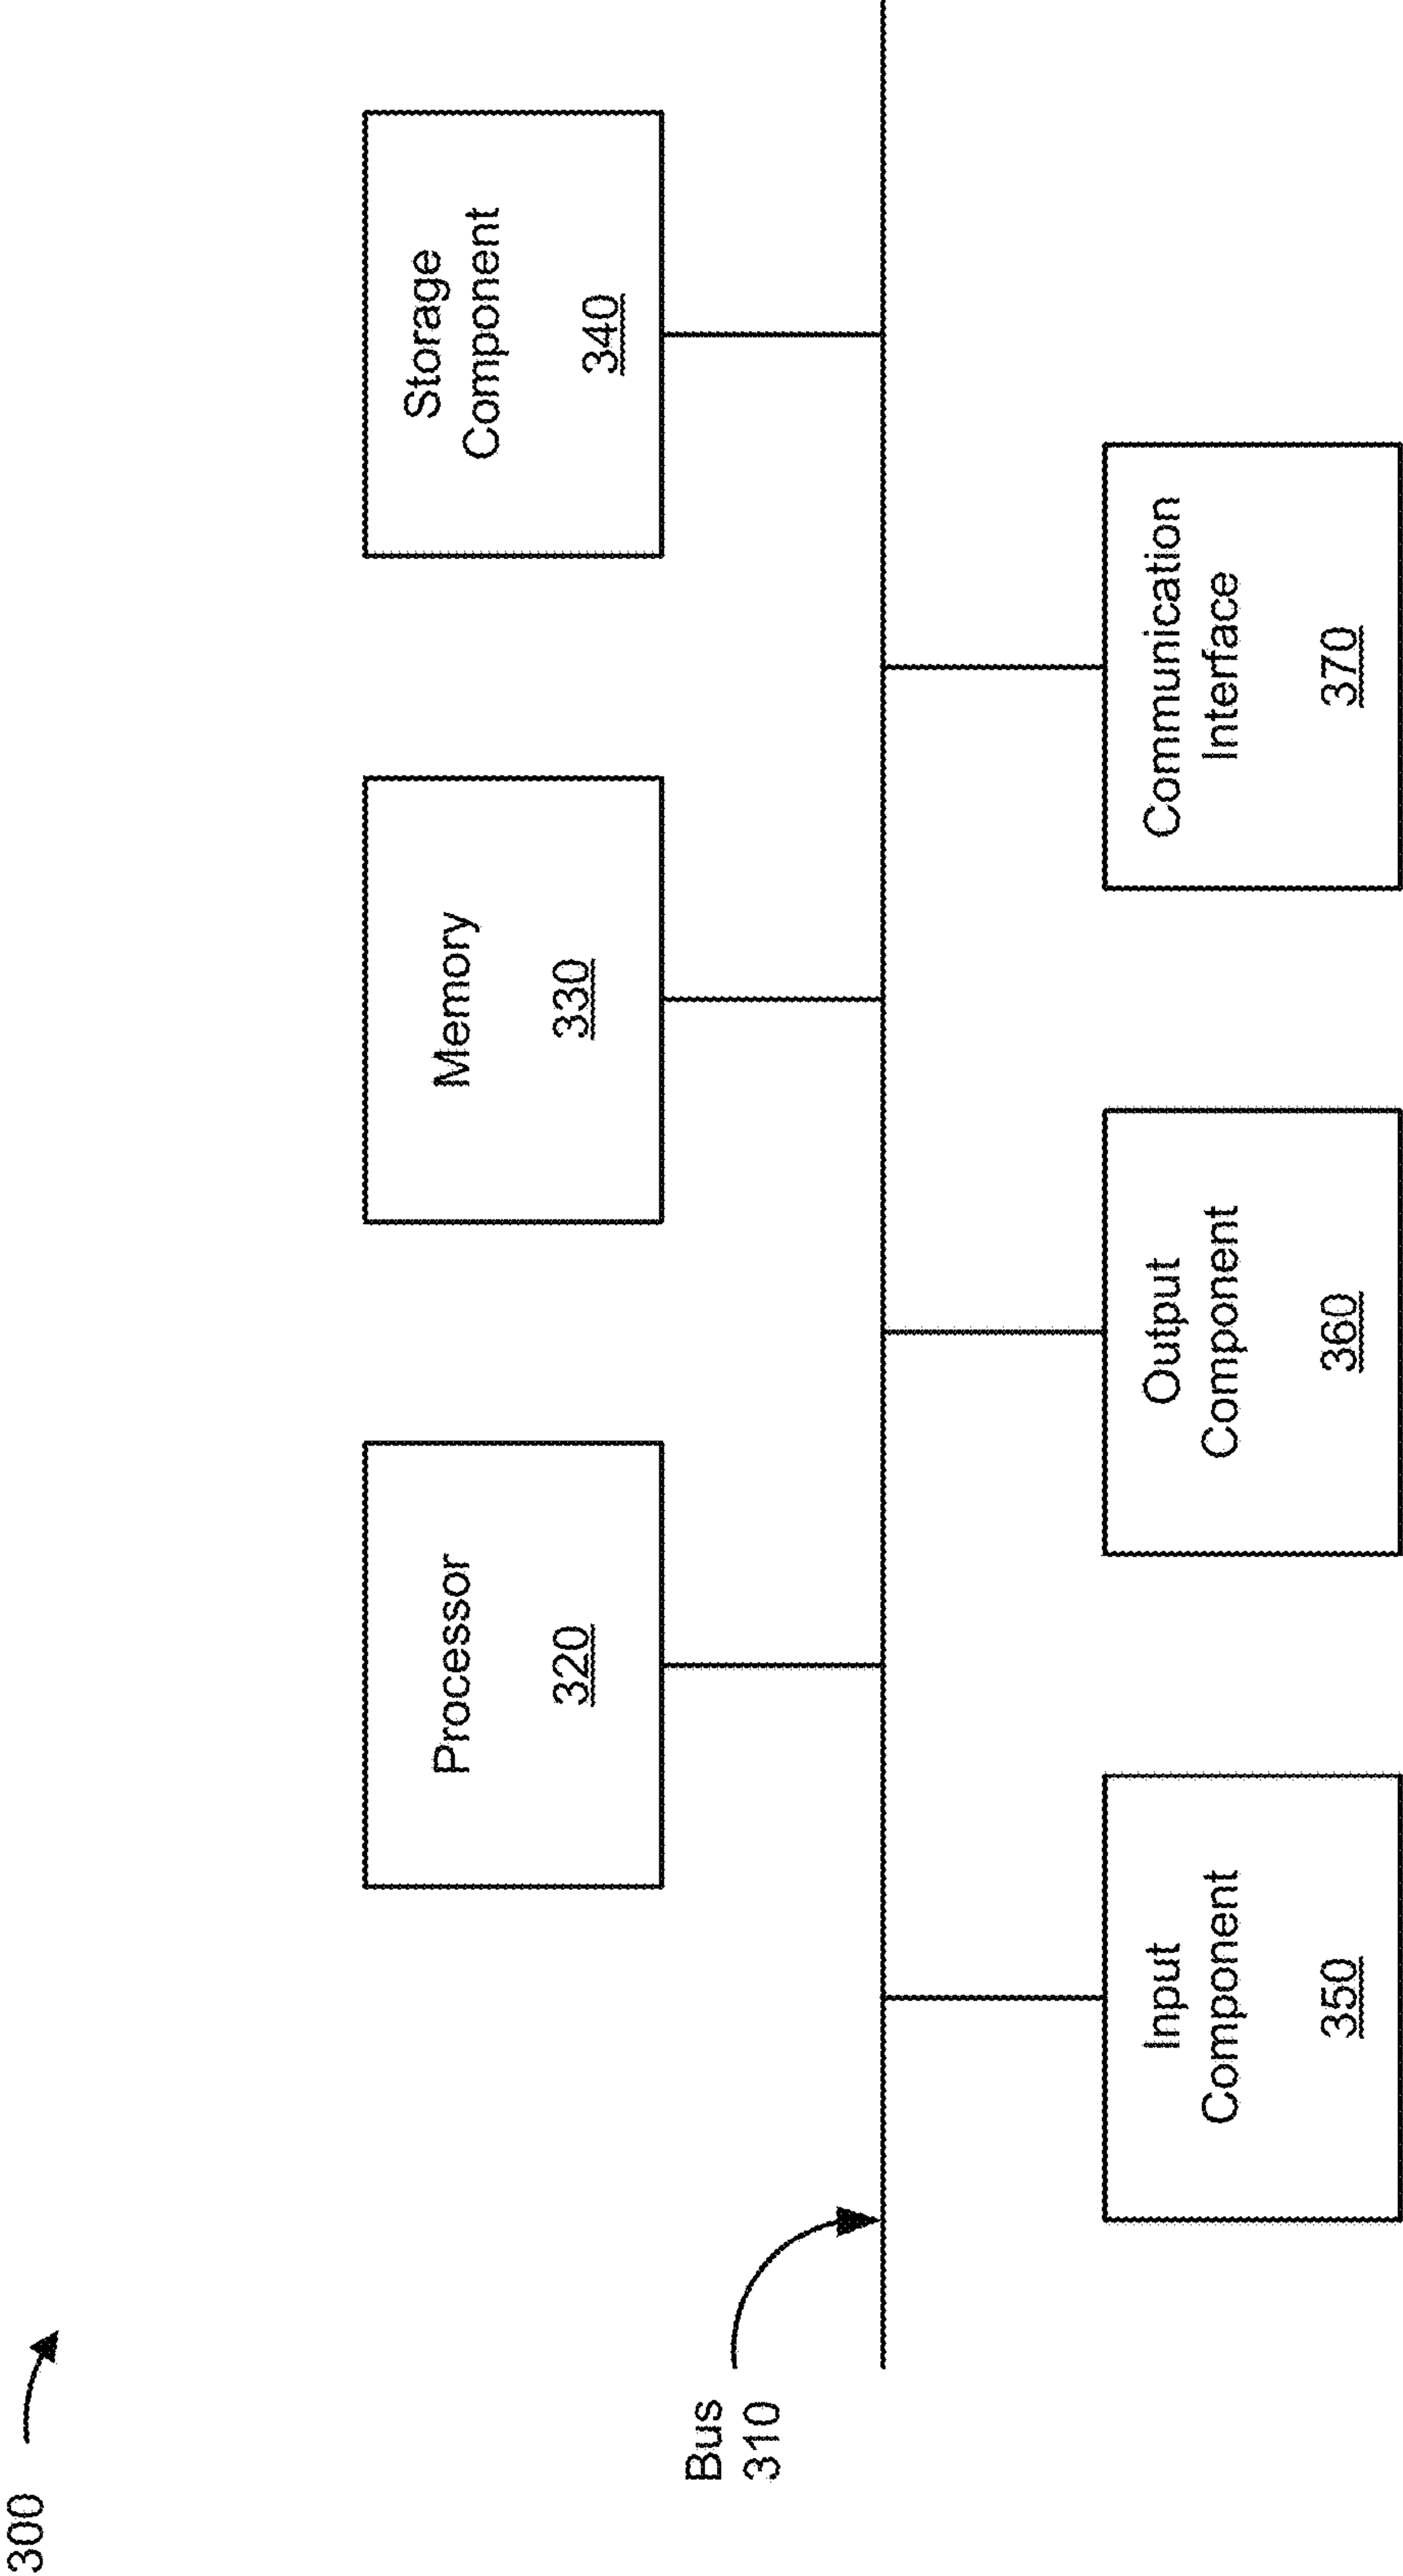 300
Processor
320
Memory
330
Storage
Component
340
Bus
310
Input
Component
350
Output
Component
360
Communication
Interface
370